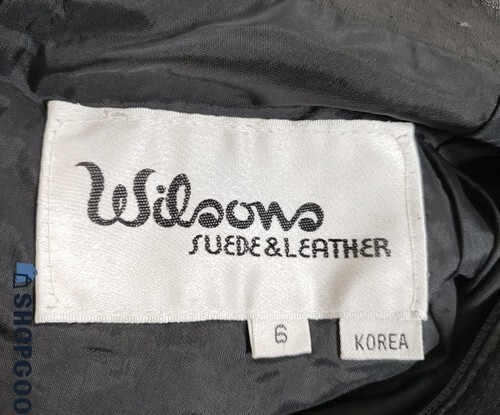 Wilsons
SUEDE&LEATHER
6
KOREA
SHOPGOO